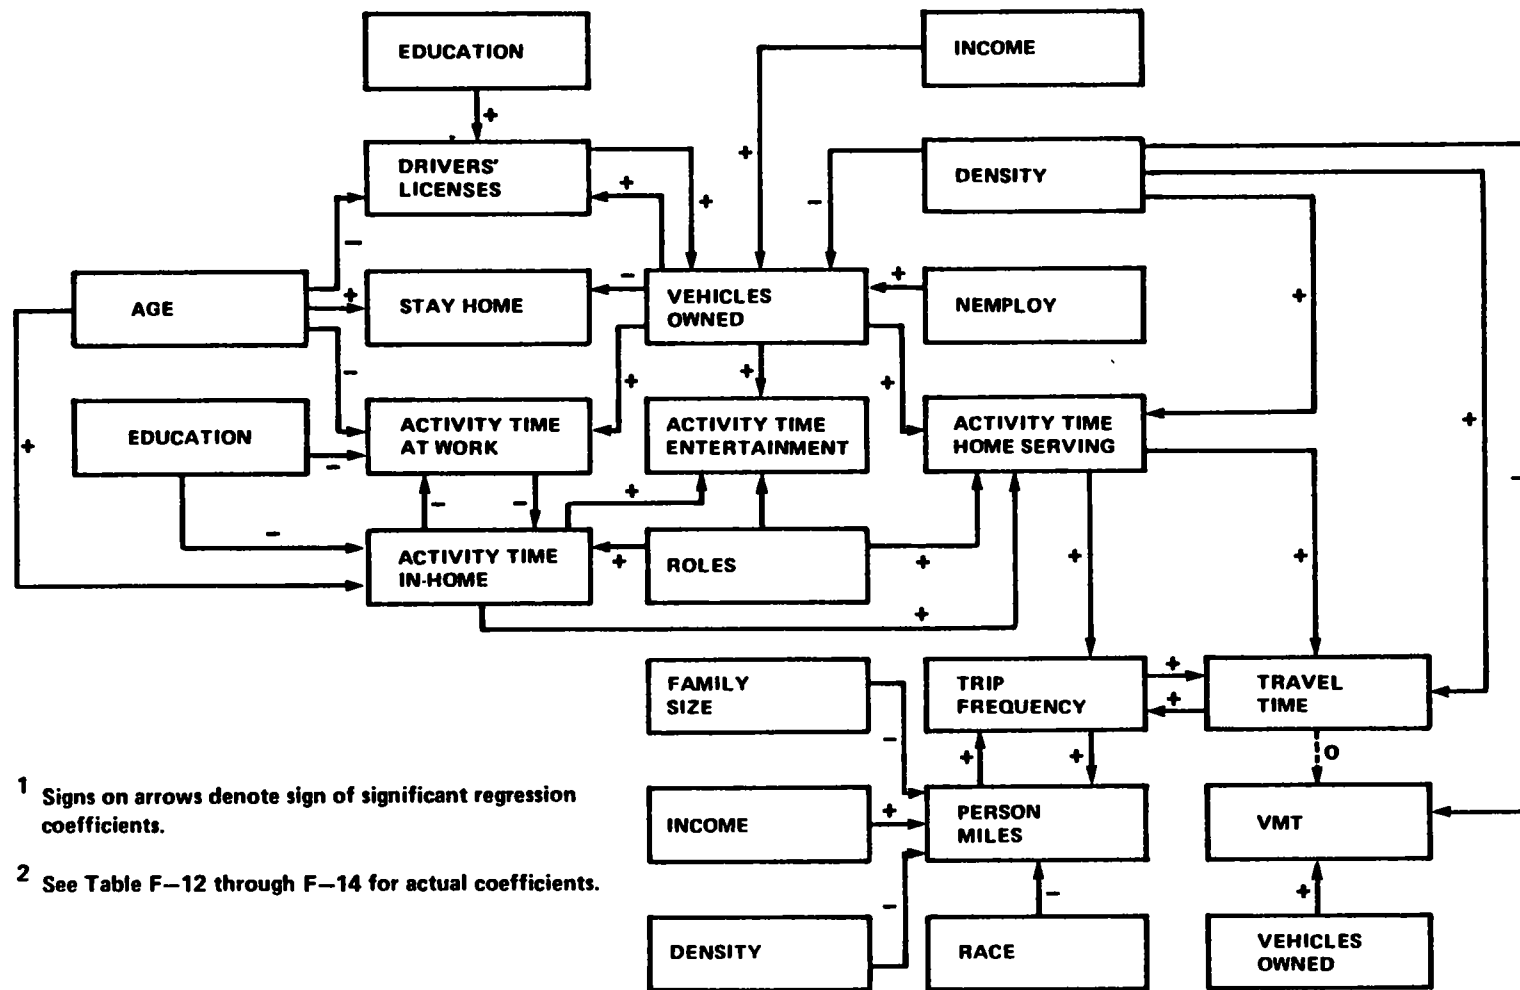 EDUCATION
INCOME
+
DRIVERS’
LICENSES
DENSITY
+
+
+
−
−
AGE
+
STAY HOME
−
VEHICLES
OWNED
+
NEMPLOY
+
−
+
+
+
+
+
EDUCATION
−
ACTIVITY TIME
AT WORK
ACTIVITY TIME
ENTERTAINMENT
ACTIVITY TIME
HOME SERVING
−
−
−
+
−
ACTIVITY TIME
IN-HOME
+
ROLES
+
+
+
+
FAMILY
SIZE
−
TRIP
FREQUENCY
+
+
TRAVEL
TIME
+
+
O
INCOME
+
PERSON
MILES
VMT
−
−
+
DENSITY
RACE
VEHICLES
OWNED
1 Signs on arrows denote sign of significant regression
coefficients.
2 See Table F–12 through F–14 for actual coefficients.